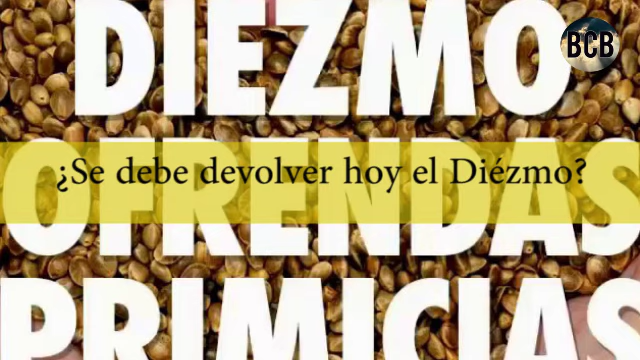 DIEZMO
BCB
¿Se debe devolver hoy el Diézmo?
OFRENDAS
PRIMICIAS